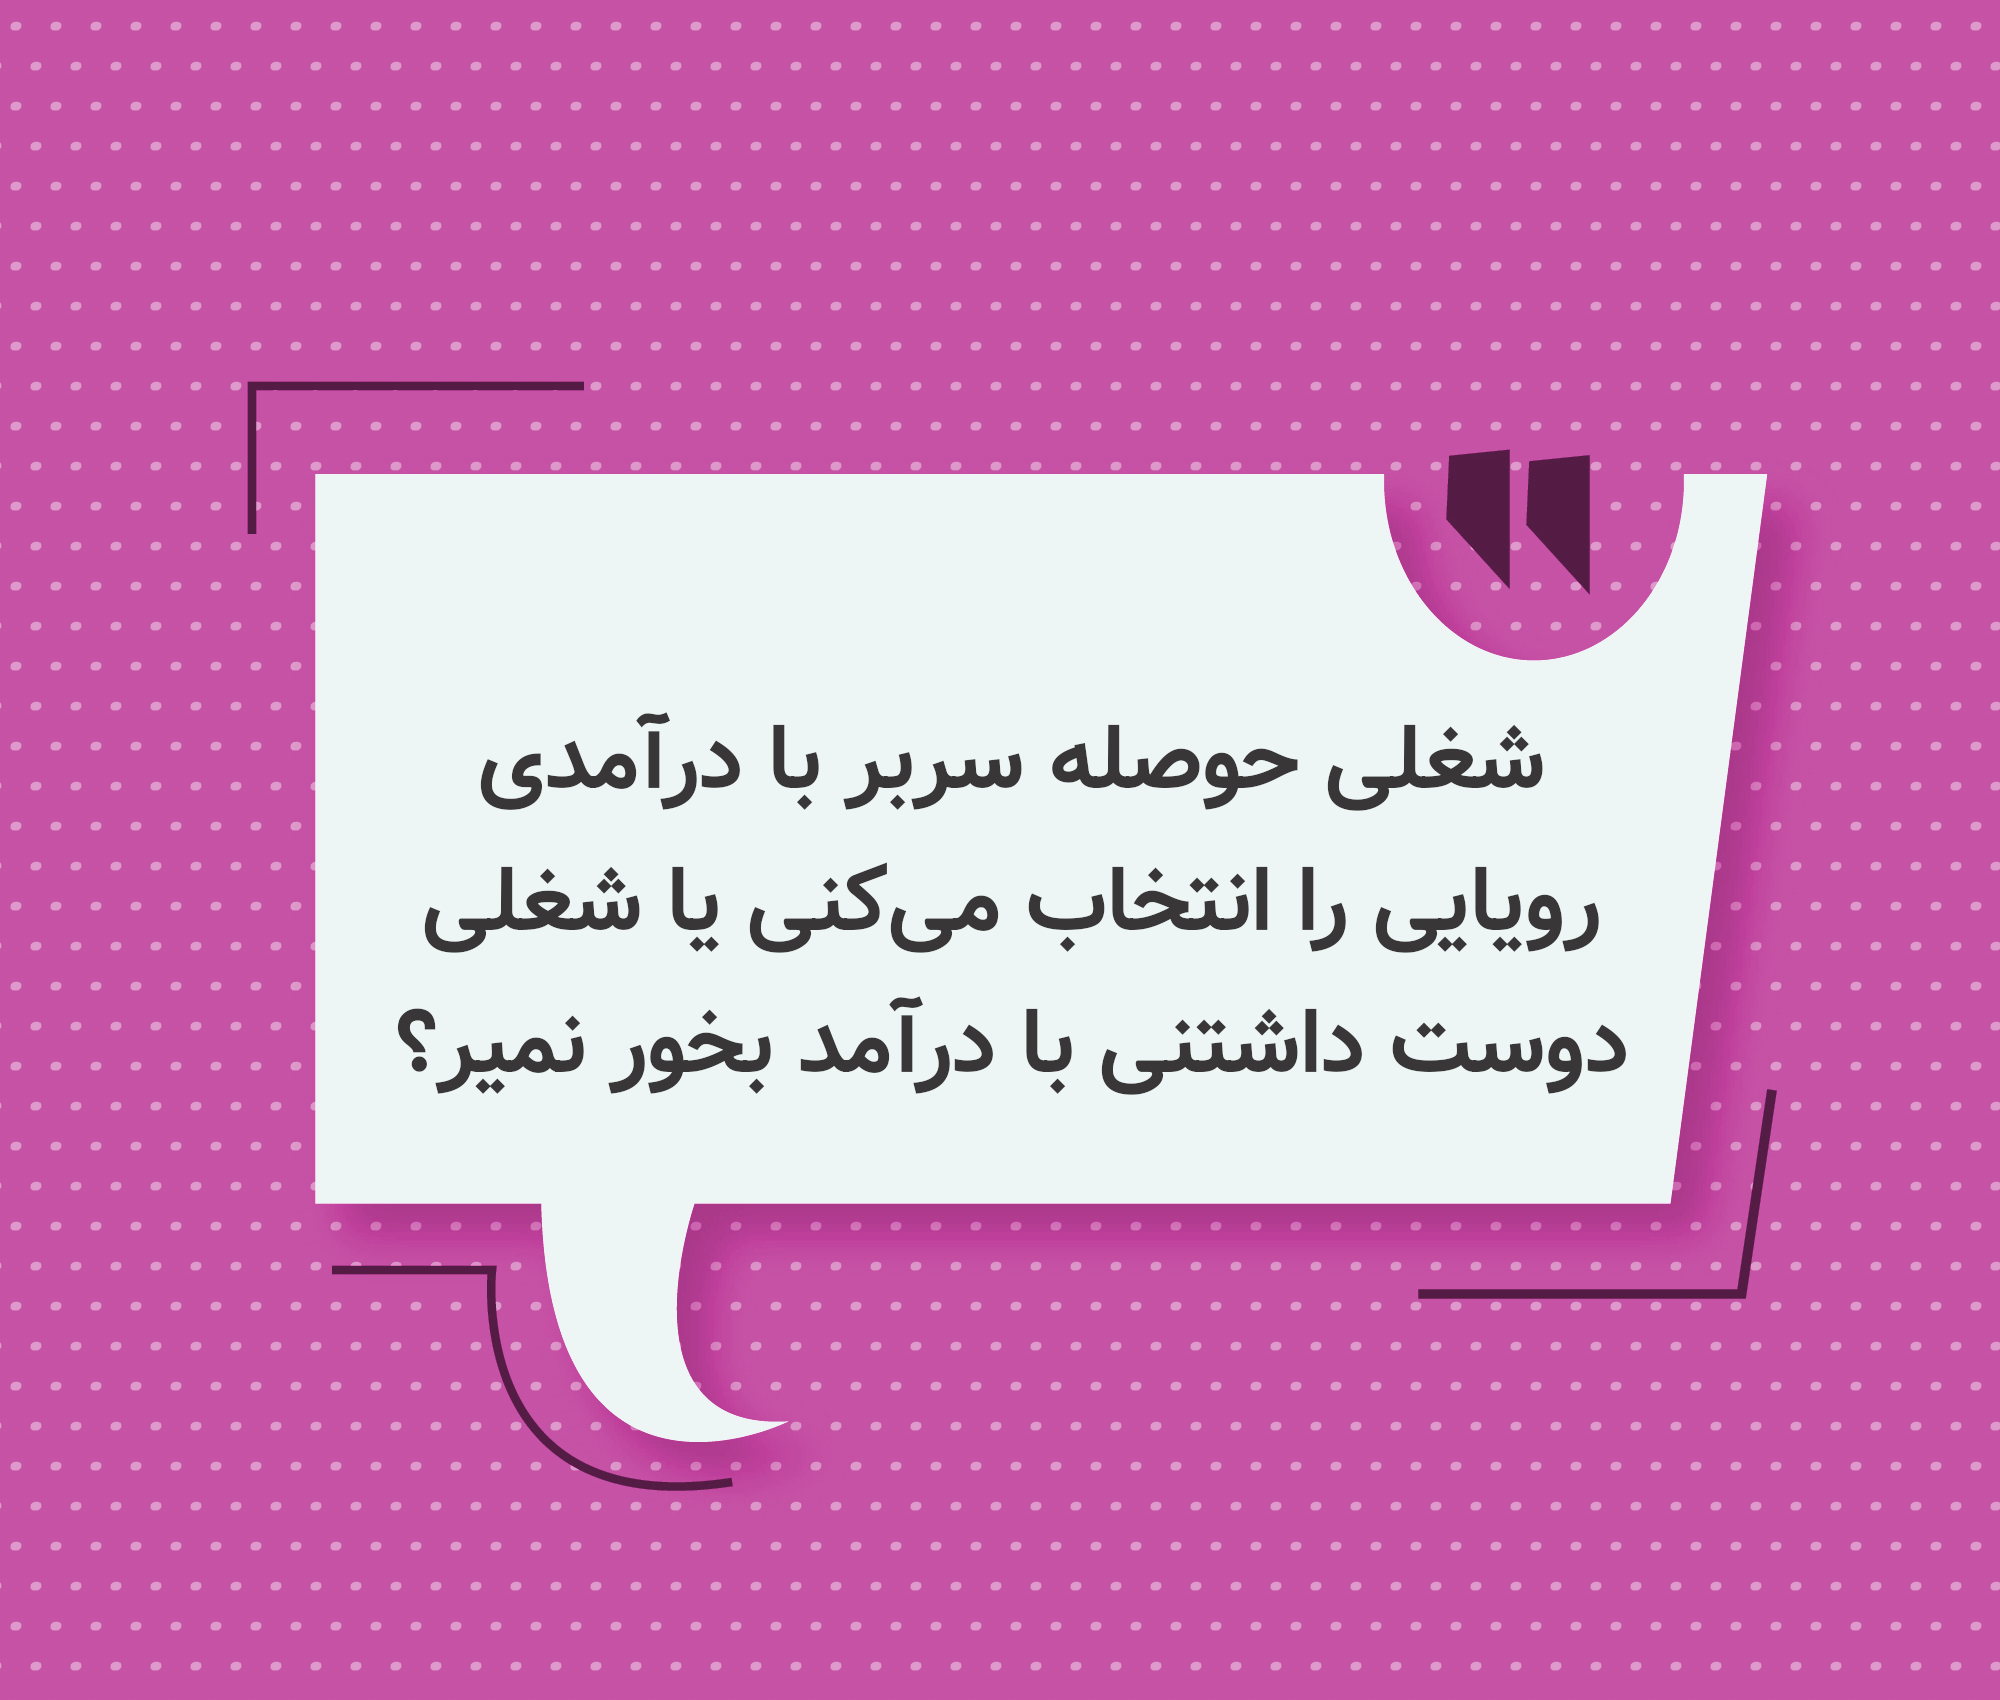 شغلی حوصله سربر با درآمدی
رویایی را انتخاب می‌کنی یا شغلی
دوست داشتنی با درآمد بخور نمیر؟